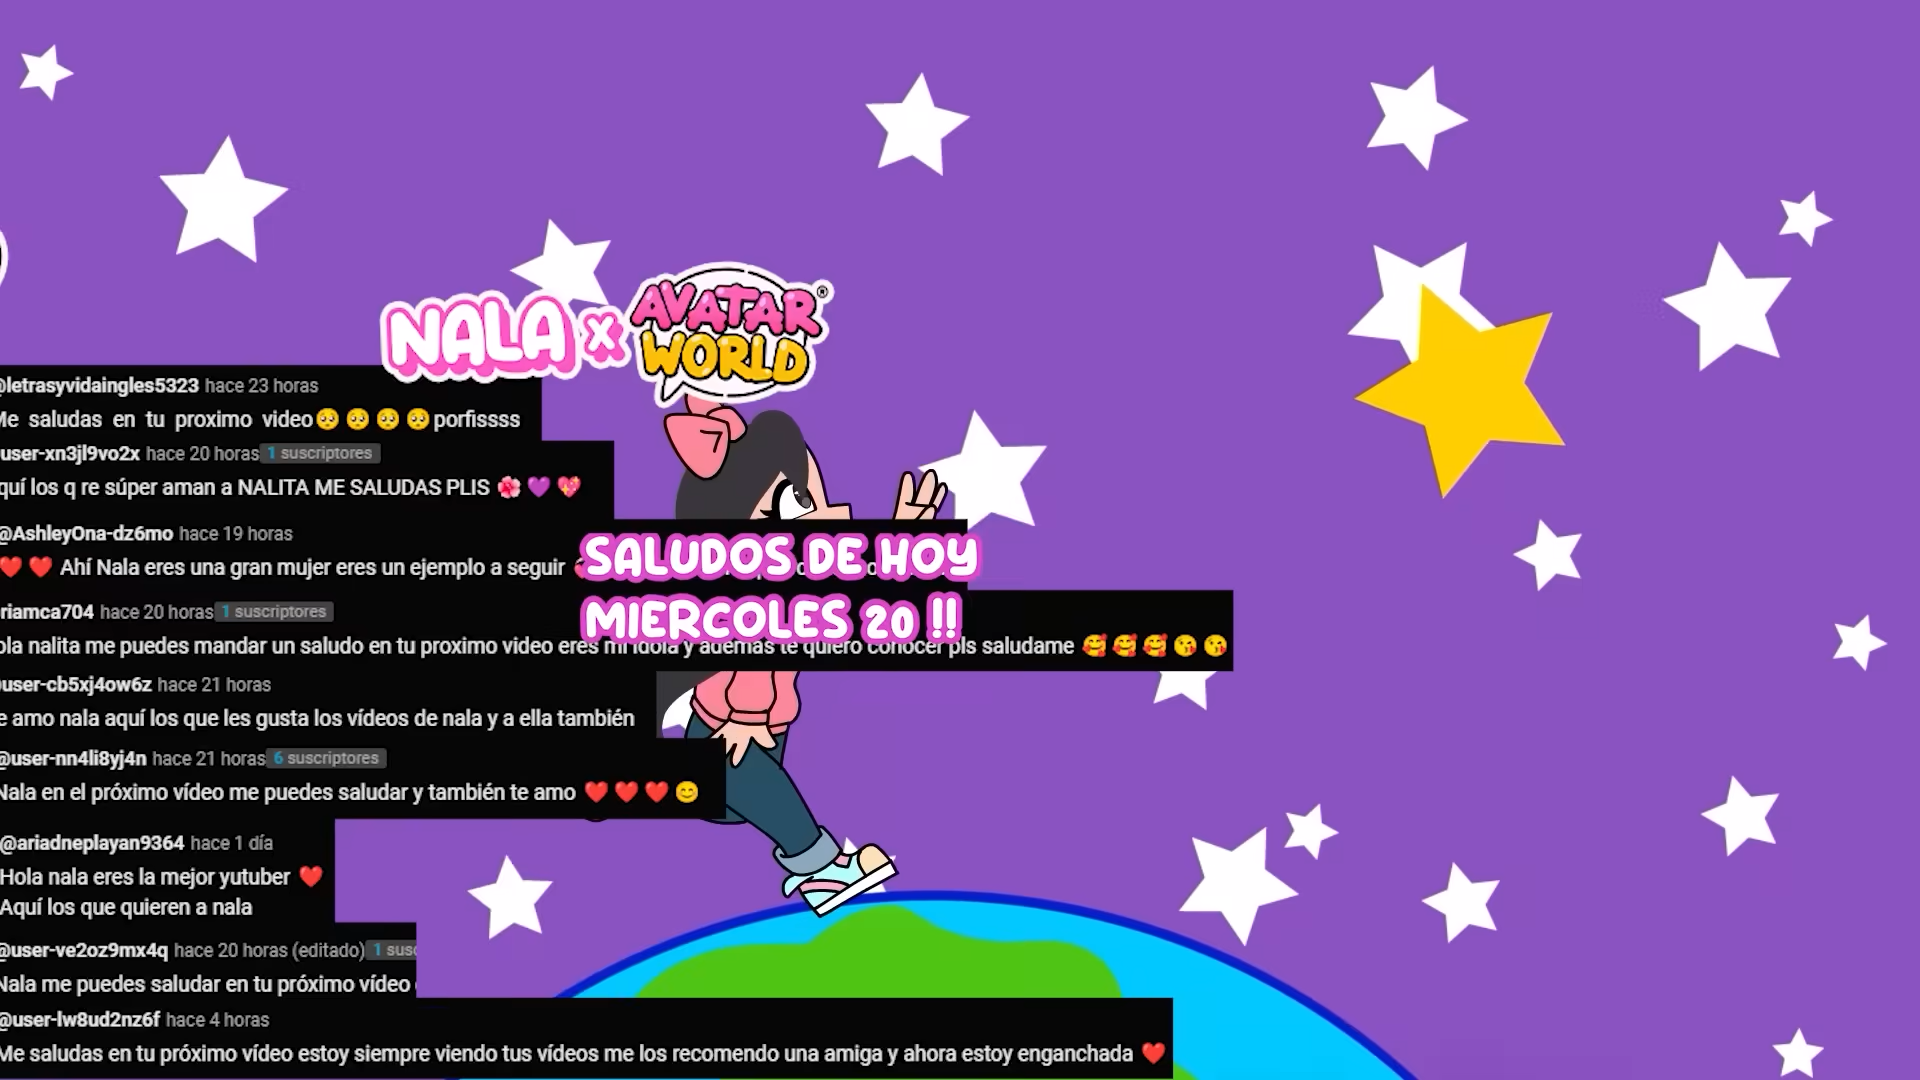 NALA x AVATAR WORLD ®
@letrasyvidaingles5323 hace 23 horas
Me saludas en tu proximo video🥺🥺🥺🥺porfissss
user-xn3jl9vo2x hace 20 horas 1 suscriptores
quí los q re súper aman a NALITA ME SALUDAS PLIS 🌸💜💖
@AshleyOna-dz6mo hace 19 horas
❤️❤️ Ahí Nala eres una gran mujer eres un ejemplo a seguir
SALUDOS DE HOY
MIERCOLES 20 !!
riamca704 hace 20 horas 1 suscriptores
ola nalita me puedes mandar un saludo en tu proximo video eres mi idola y además te quiero conocer pls saludame 🥰🥰🥰😘😘
user-cb5xj4ow6z hace 21 horas
e amo nala aquí los que les gusta los vídeos de nala y a ella también
@user-nn4li8yj4n hace 21 horas 6 suscriptores
Nala en el próximo vídeo me puedes saludar y también te amo ❤️❤️❤️😊
@ariadneplayan9364 hace 1 día
Hola nala eres la mejor yutuber ❤️
Aquí los que quieren a nala
@user-ve2oz9mx4q hace 20 horas (editado) 1 susc
Nala me puedes saludar en tu próximo vídeo
@user-lw8ud2nz6f hace 4 horas
Me saludas en tu próximo vídeo estoy siempre viendo tus vídeos me los recomendo una amiga y ahora estoy enganchada ❤️